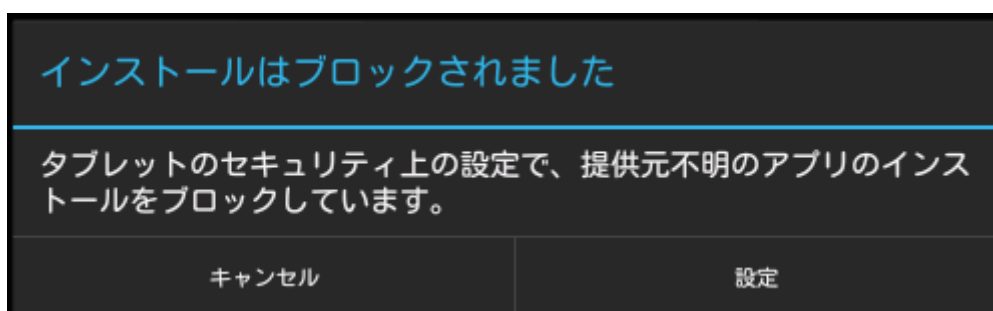 インストールはブロックされました
タブレットのセキュリティ上の設定で、提供元不明のアプリのインス
トールをブロックしています。
キャンセル
設定